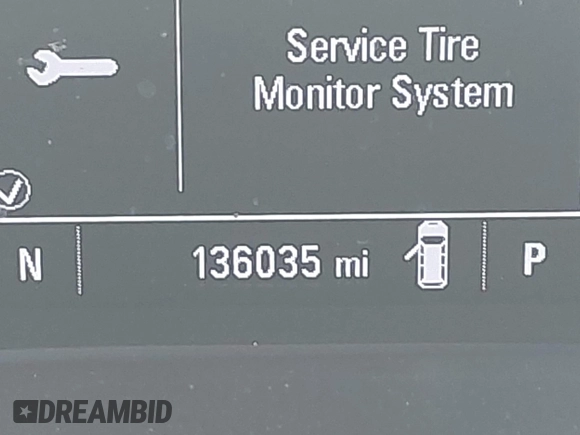 Service Tire
Monitor System
N
136035 mi
P
DREAMBID